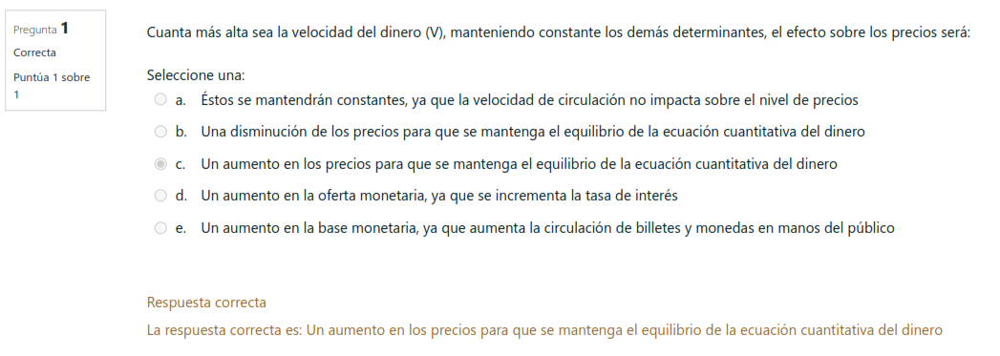 Pregunta 1
Correcta
Puntúa 1 sobre
1
Cuanta más alta sea la velocidad del dinero (V), manteniendo constante los demás determinantes, el efecto sobre los precios será:
Seleccione una:
a. Éstos se mantendrán constantes, ya que la velocidad de circulación no impacta sobre el nivel de precios
b. Una disminución de los precios para que se mantenga el equilibrio de la ecuación cuantitativa del dinero
c. Un aumento en los precios para que se mantenga el equilibrio de la ecuación cuantitativa del dinero
d. Un aumento en la oferta monetaria, ya que se incrementa la tasa de interés
e. Un aumento en la base monetaria, ya que aumenta la circulación de billetes y monedas en manos del público
Respuesta correcta
La respuesta correcta es: Un aumento en los precios para que se mantenga el equilibrio de la ecuación cuantitativa del dinero